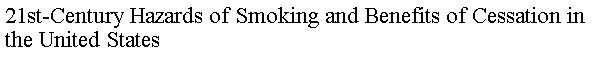 21st-Century Hazards of Smoking and Benefits of Cessation in
the United States